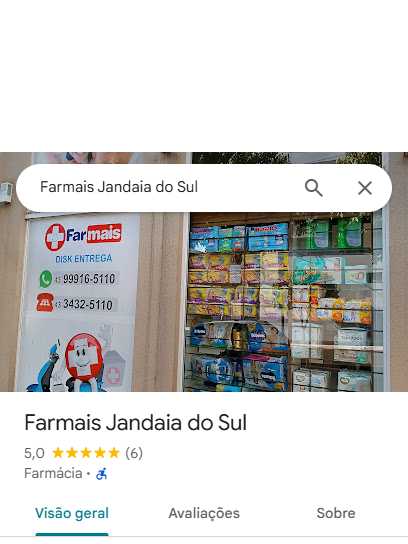 Farmais Jandaia do Sul
Farmais
DISK ENTREGA
43 99916-5110
43 3432-5110
HUGGIES
Farmais Jandaia do Sul
5,0 (6)
Farmácia ·
Visão geral
Avaliações
Sobre